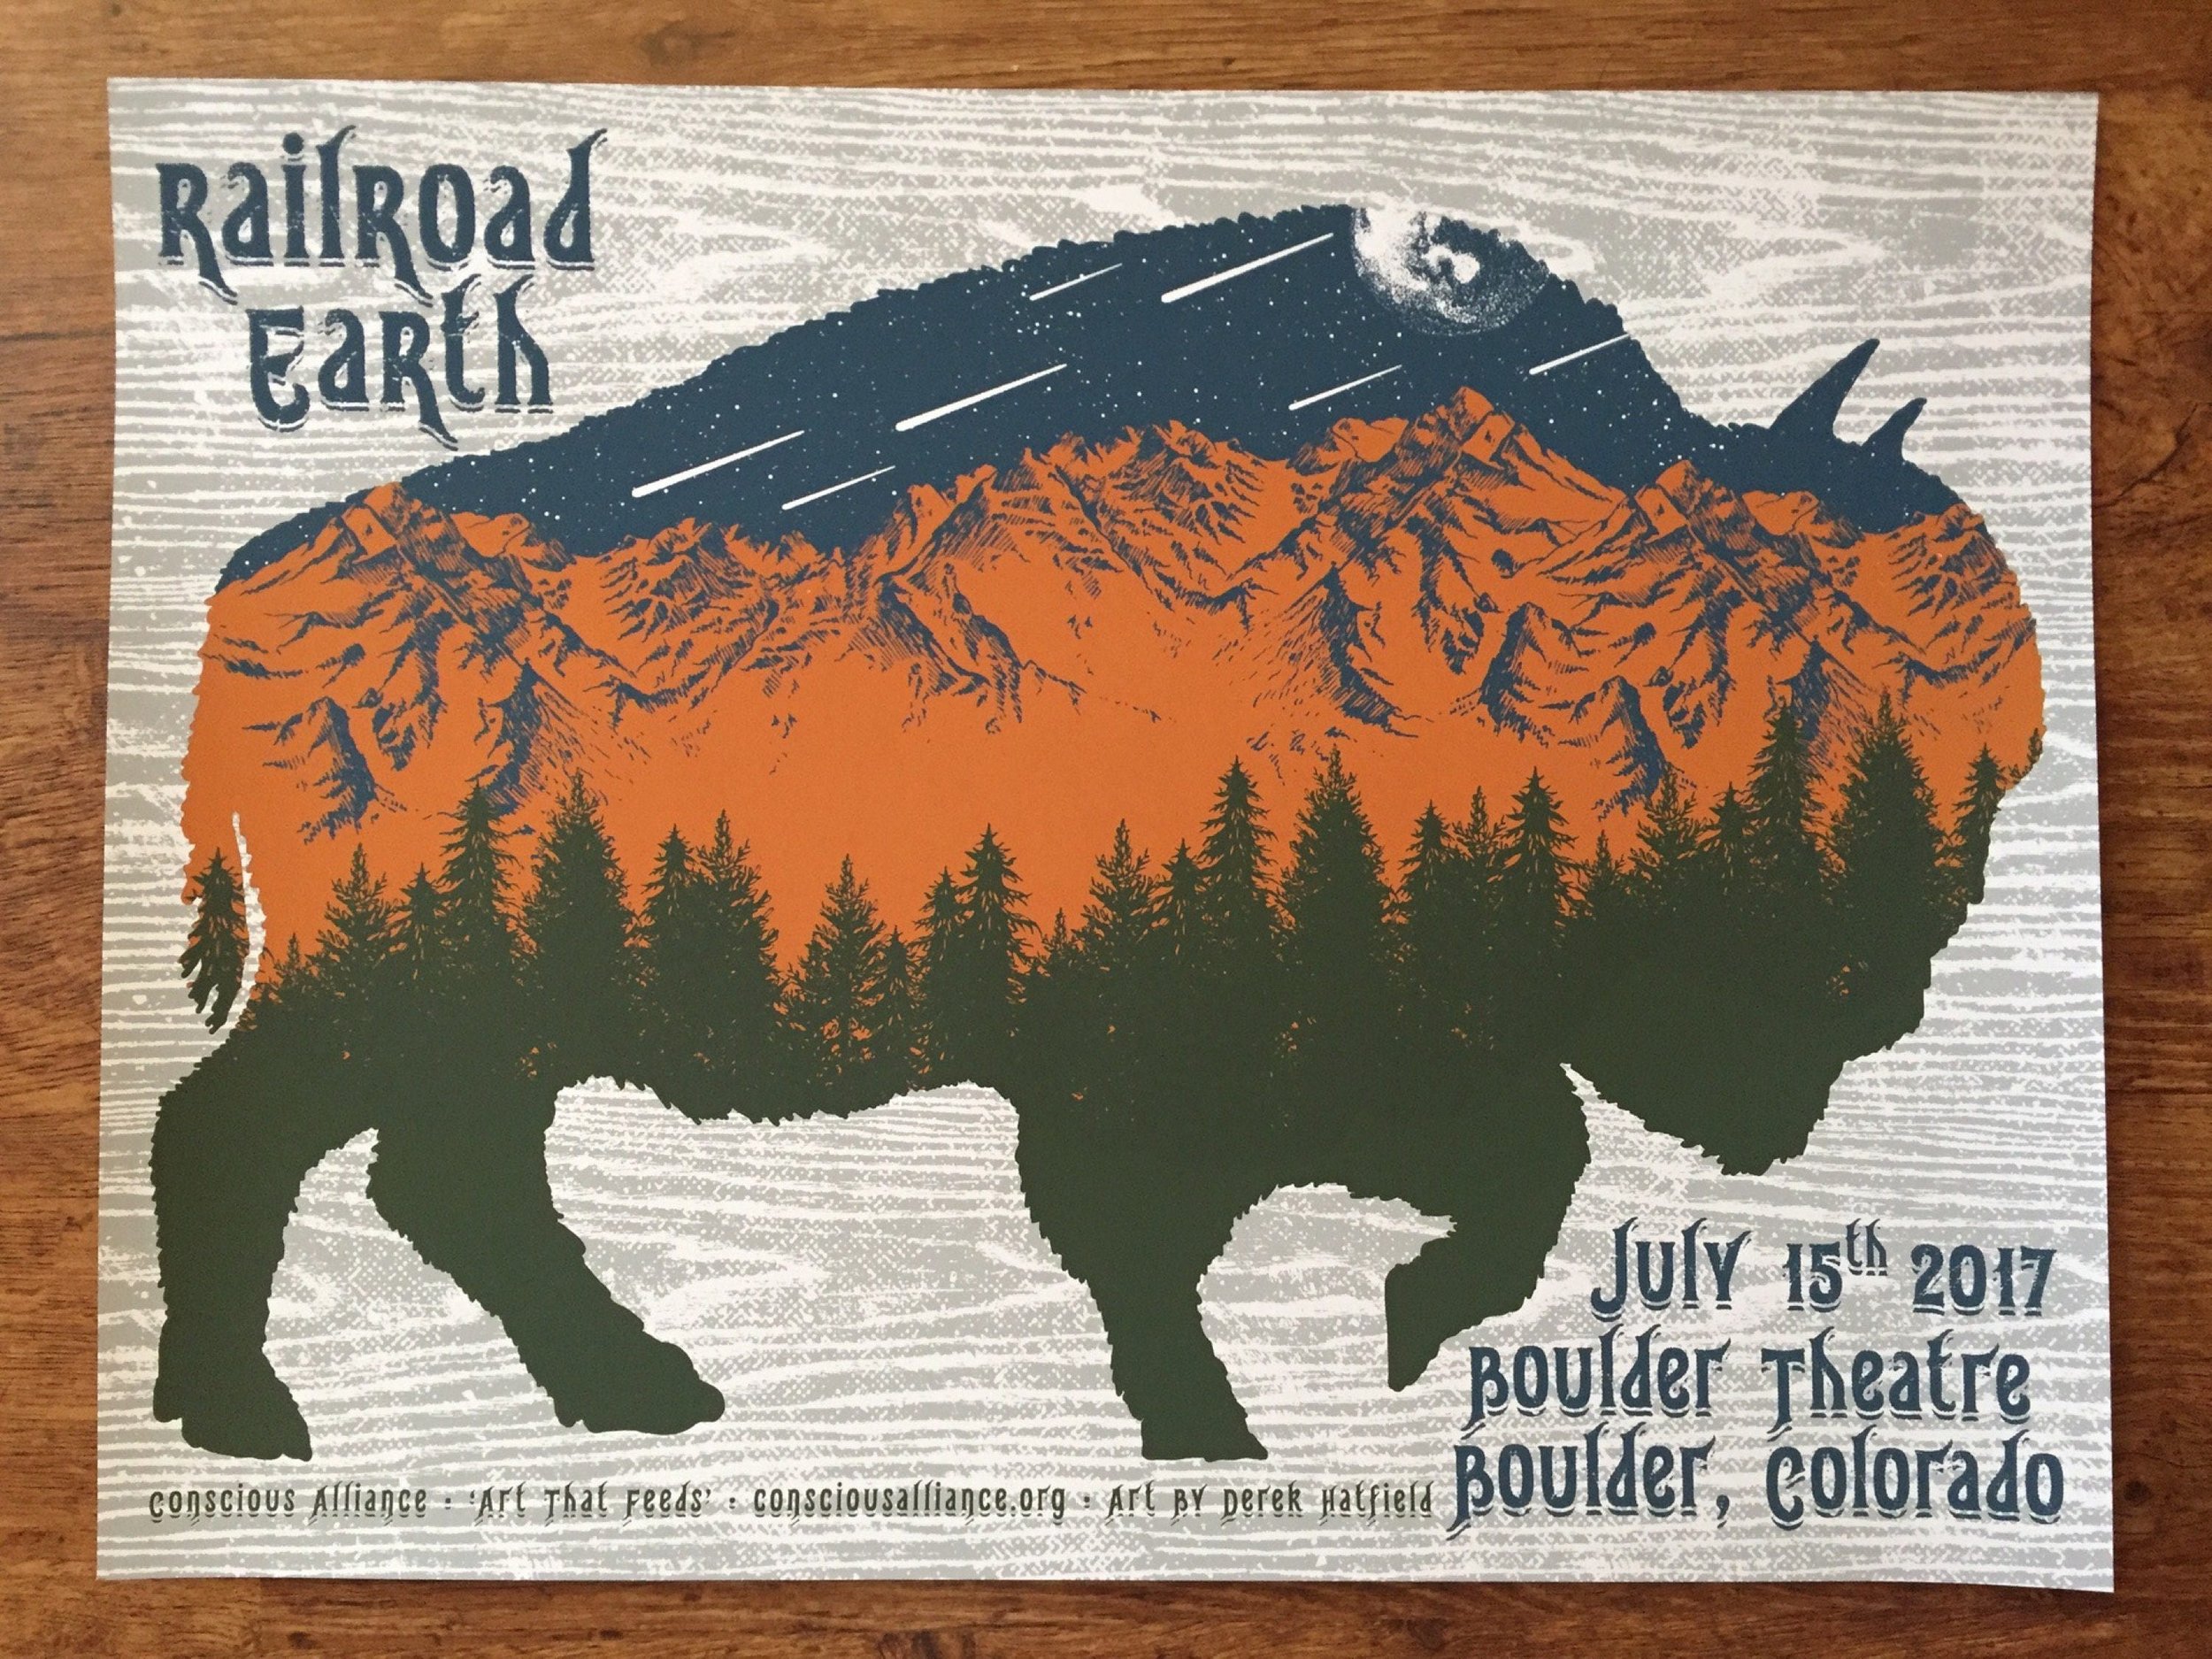 Railroad
Earth
July 15th 2017
Boulder Theatre
Boulder, Colorado
Conscious Alliance : 'Art That Feeds' : consciousalliance.org : Art By Derek Hatfield